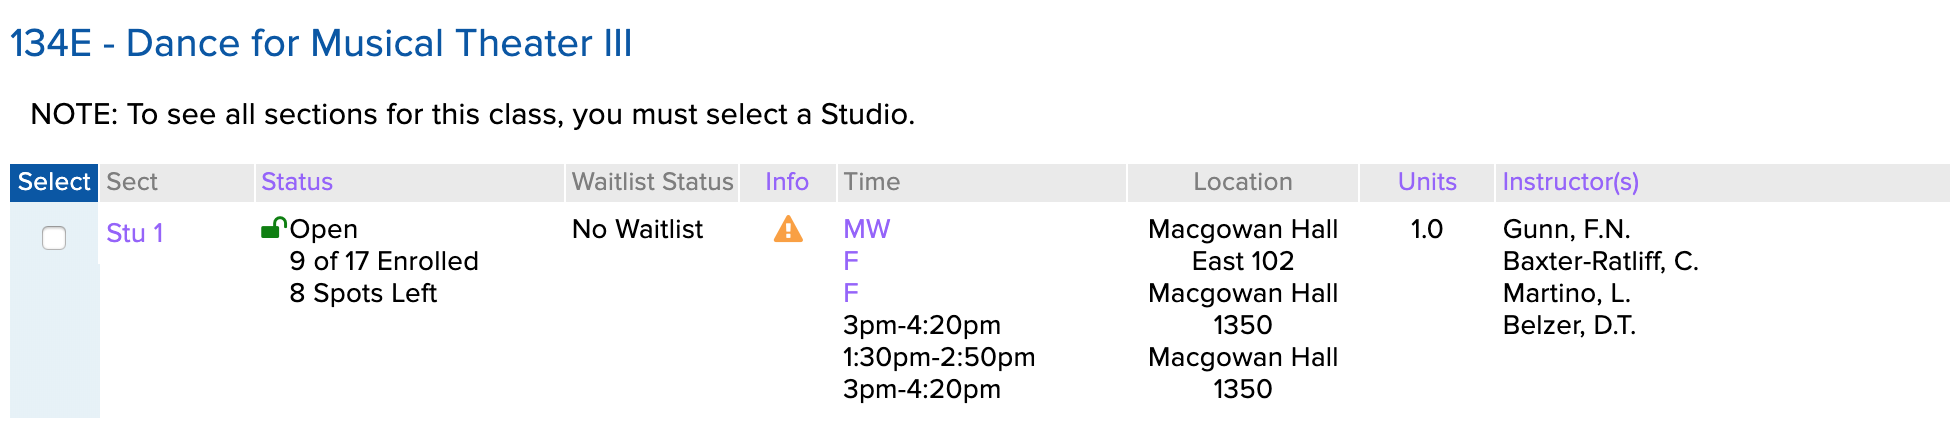 134E - Dance for Musical Theater III
NOTE: To see all sections for this class, you must select a Studio.
Select Sect Status Waitlist Status Info Time Location Units Instructor(s)
Stu 1
Open
9 of 17 Enrolled
8 Spots Left
No Waitlist
MW
F
F
3pm-4:20pm
1:30pm-2:50pm
3pm-4:20pm
Macgowan Hall
East 102
Macgowan Hall
1350
Macgowan Hall
1350
1.0
Gunn, F.N.
Baxter-Ratliff, C.
Martino, L.
Belzer, D.T.